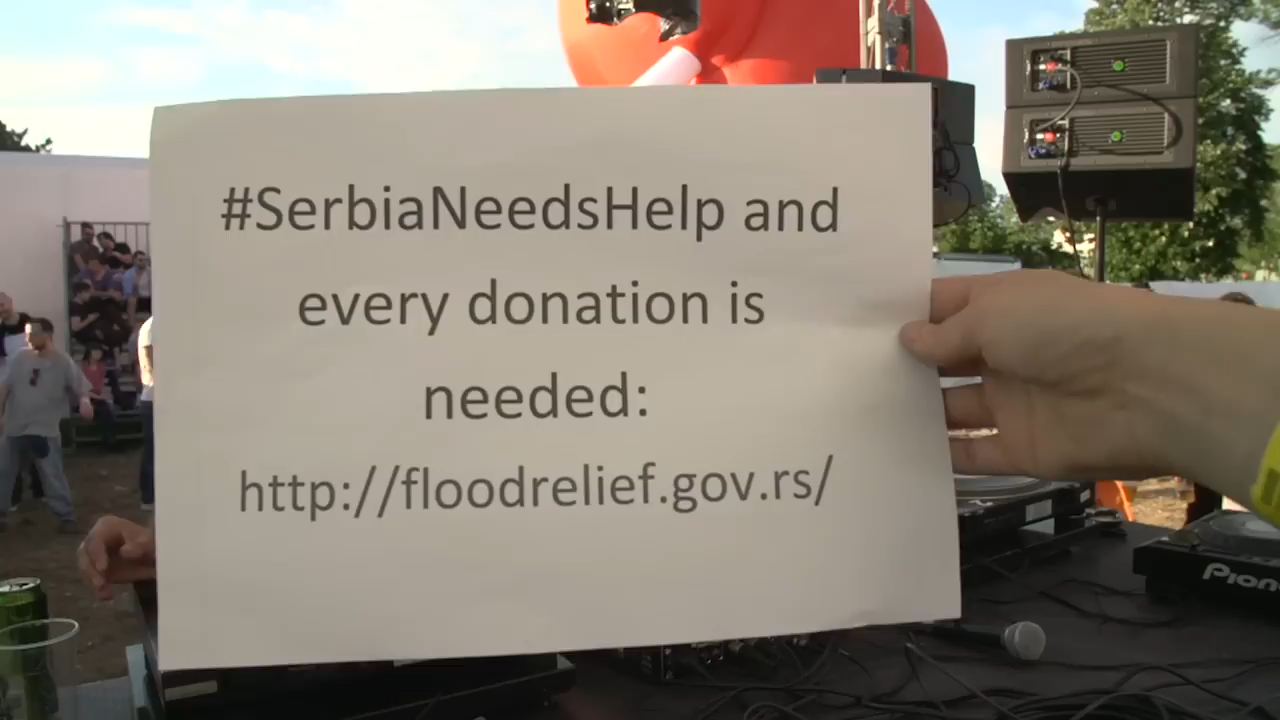 #SerbiaNeedsHelp and
every donation is
needed:
http://floodrelief.gov.rs/